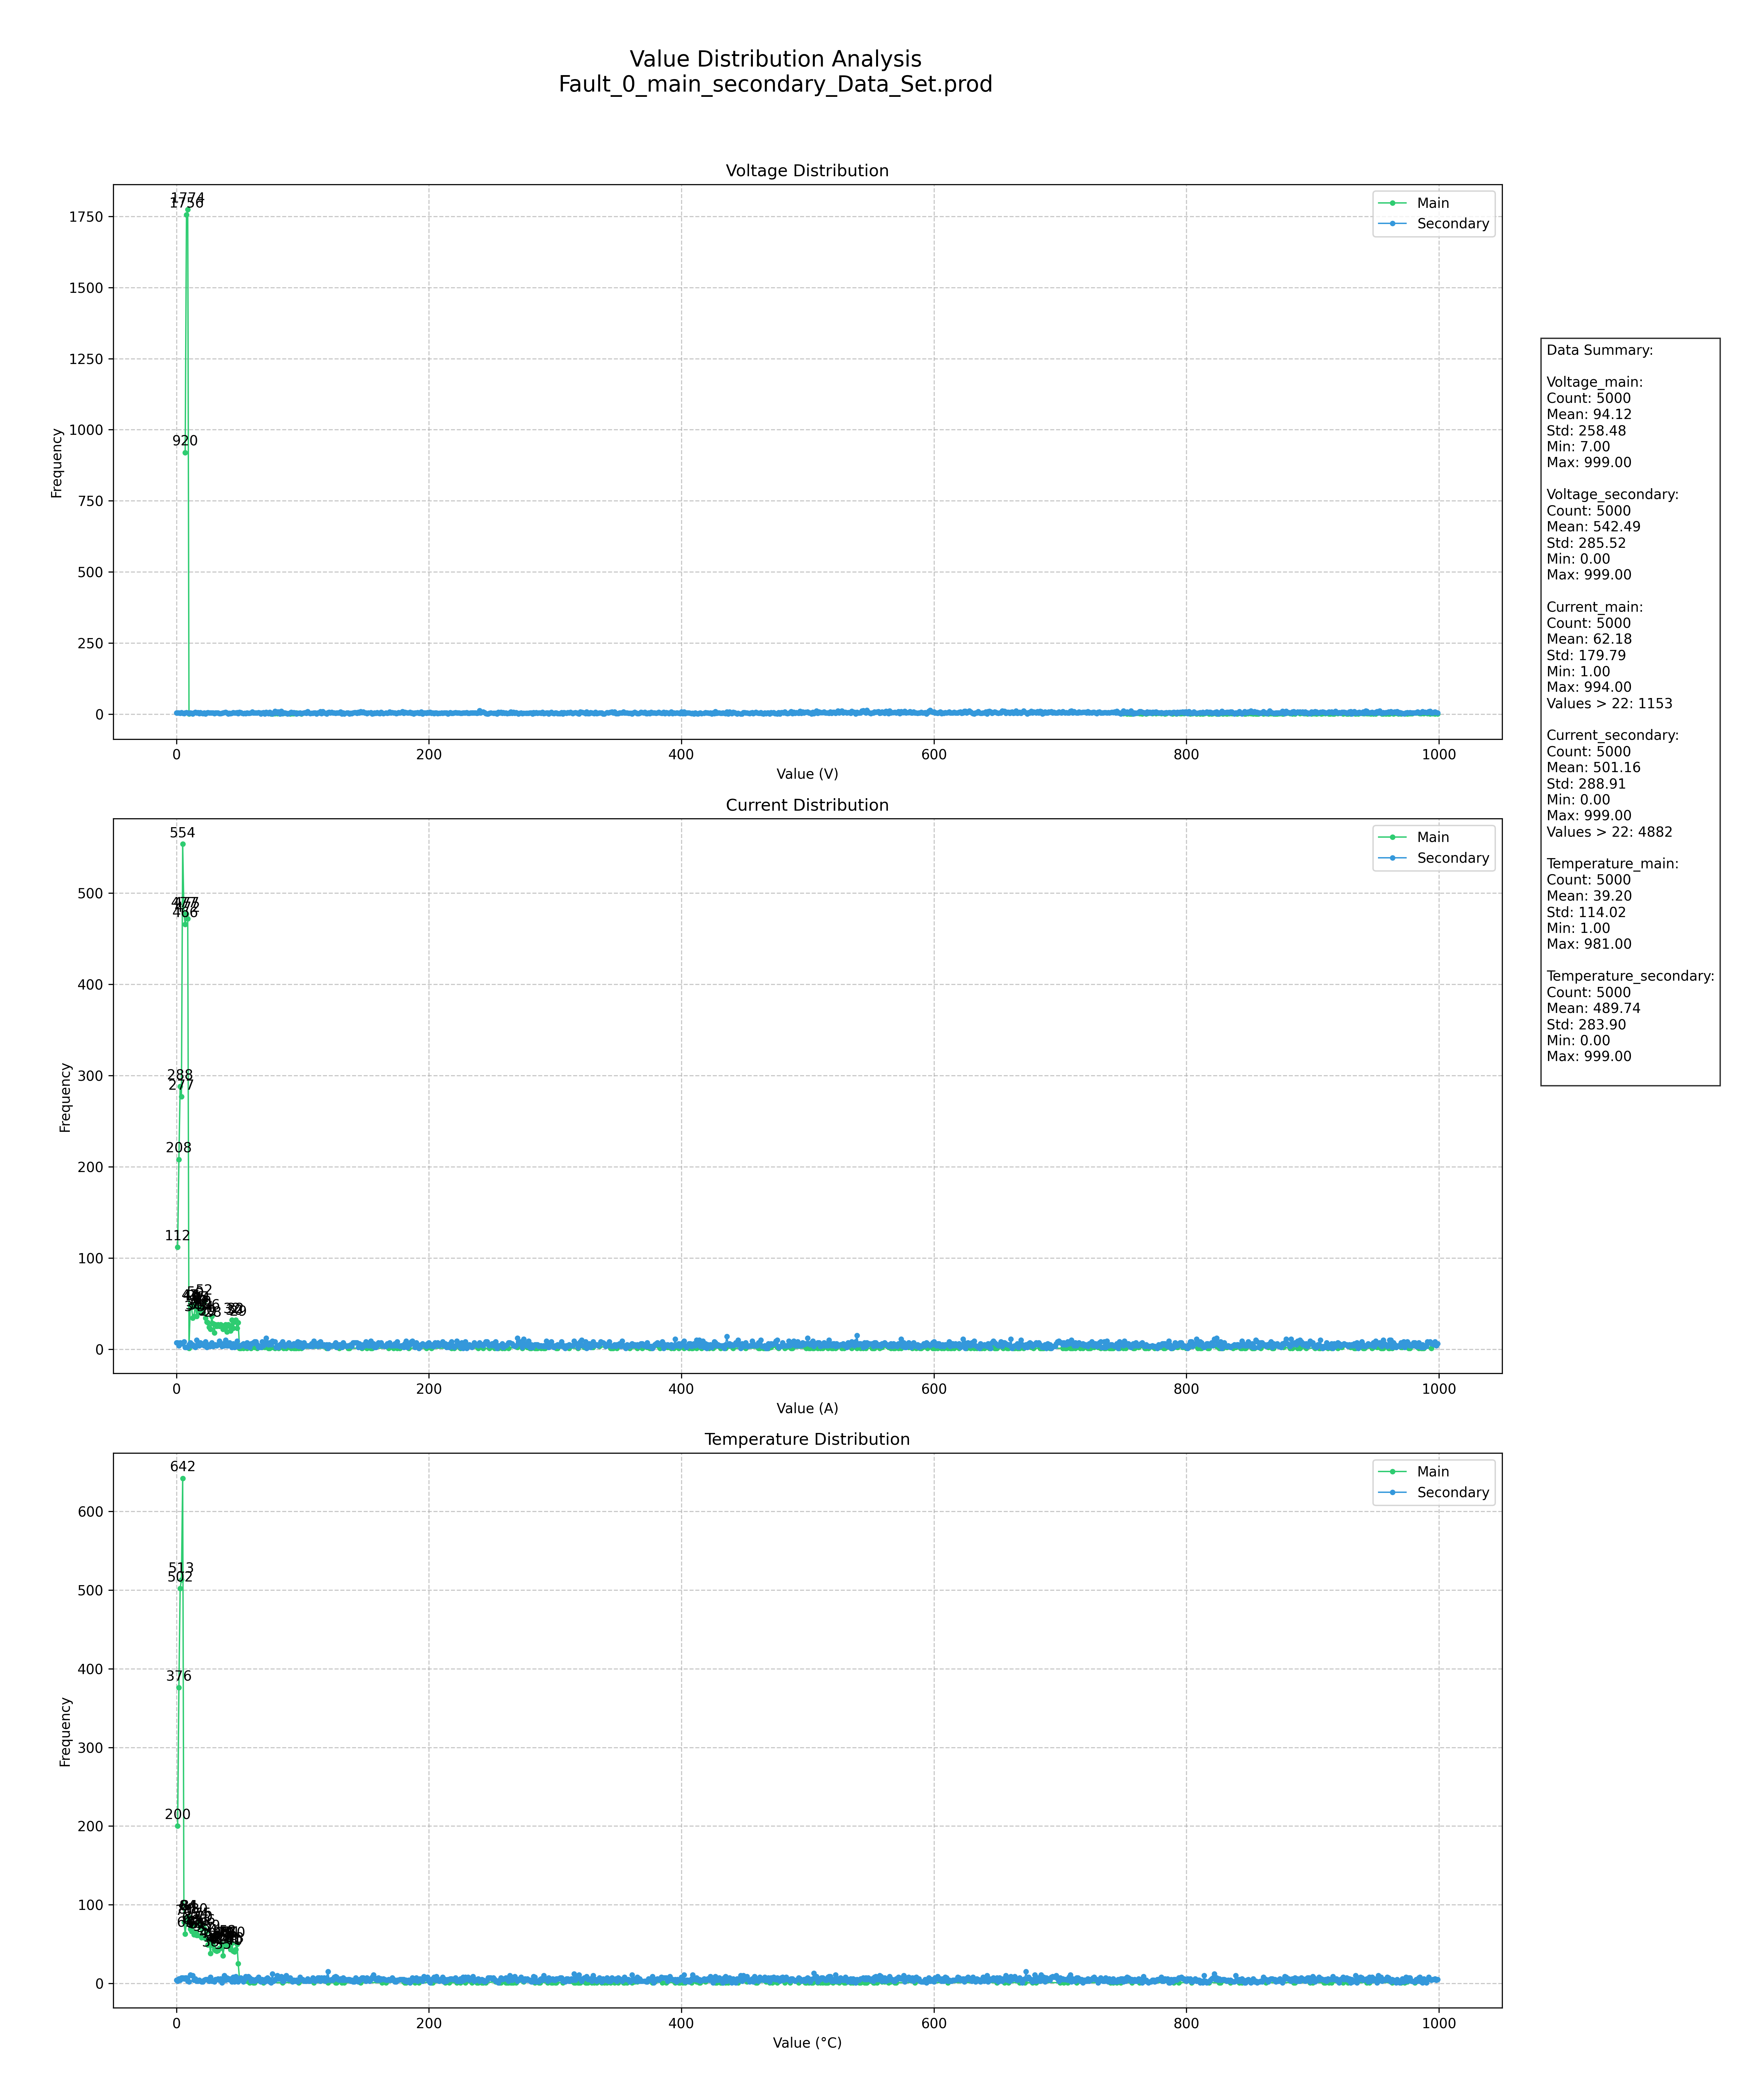 Value Distribution Analysis
Fault_0_main_secondary_Data_Set.prod
Voltage Distribution
1774
1756
920
Main
Secondary
1750
1500
1250
1000
750
500
250
0
Frequency
0 200 400 600 800 1000
Value (V)
Current Distribution
554
477
472
466
288
277
208
112
52
29
Main
Secondary
500
400
300
200
100
0
Frequency
0 200 400 600 800 1000
Value (A)
Temperature Distribution
642
513
502
376
200
84
Main
Secondary
600
500
400
300
200
100
0
Frequency
0 200 400 600 800 1000
Value (°C)
Data Summary:
Voltage_main:
Count: 5000
Mean: 94.12
Std: 258.48
Min: 7.00
Max: 999.00
Voltage_secondary:
Count: 5000
Mean: 542.49
Std: 285.52
Min: 0.00
Max: 999.00
Current_main:
Count: 5000
Mean: 62.18
Std: 179.79
Min: 1.00
Max: 994.00
Values > 22: 1153
Current_secondary:
Count: 5000
Mean: 501.16
Std: 288.91
Min: 0.00
Max: 999.00
Values > 22: 4882
Temperature_main:
Count: 5000
Mean: 39.20
Std: 114.02
Min: 1.00
Max: 981.00
Temperature_secondary:
Count: 5000
Mean: 489.74
Std: 283.90
Min: 0.00
Max: 999.00